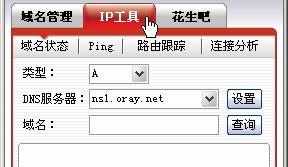 域名管理 IP工具 花生吧
域名状态 | Ping | 路由跟踪 | 连接分析
类型： A
DNS服务器： ns1.oray.net 设置
域名： 查询